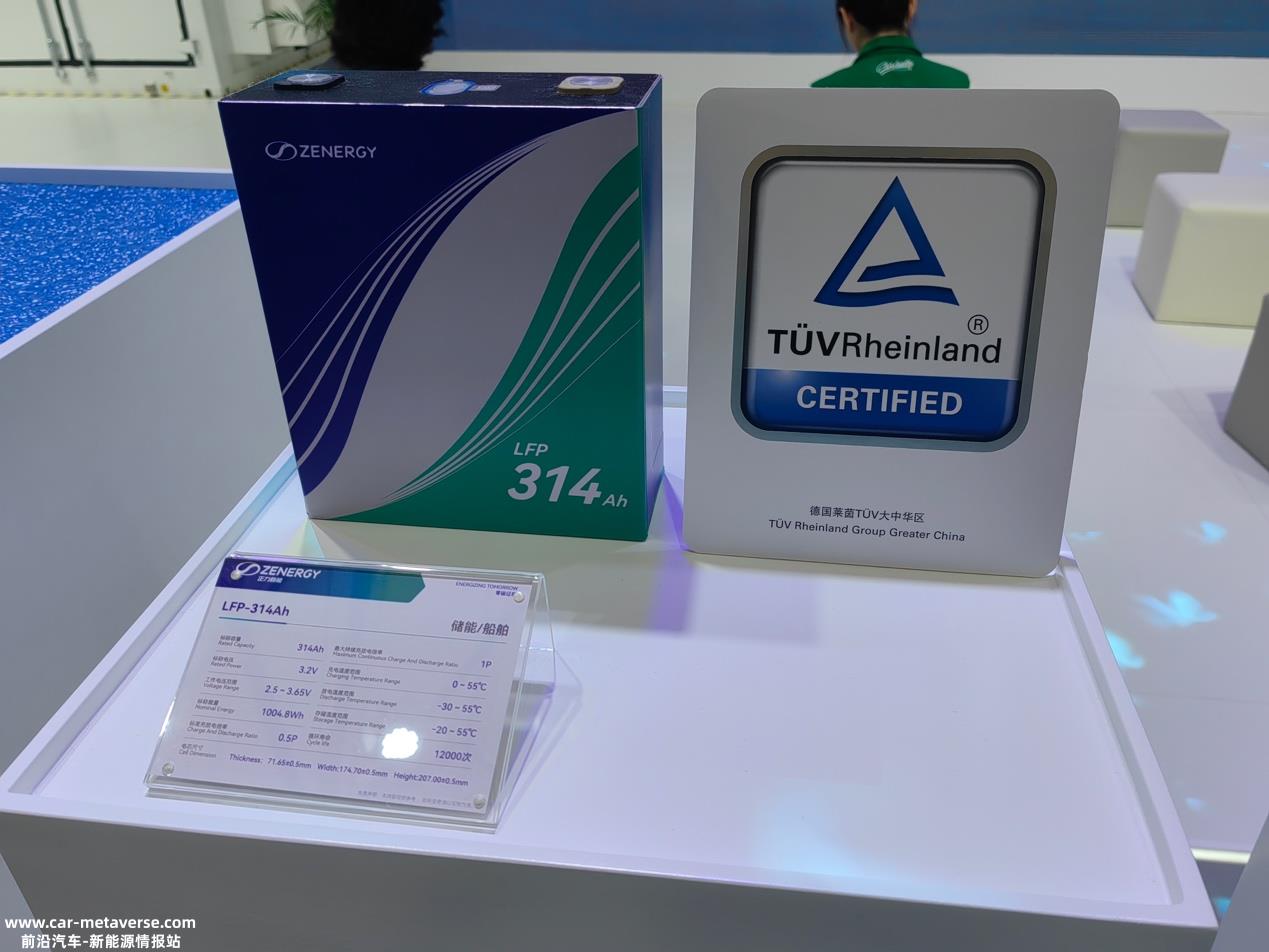 ZENERGY
LFP
314Ah
TÜVRheinland®
CERTIFIED
德国莱茵TÜV大中华区
TÜV Rheinland Group Greater China
ZENERGY
正力新能
ENERGIZING TOMORROW
LFP-314Ah
储能/船舶
标称容量
Rated Capacity
314Ah
标称电压
Rated Power
3.2V
工作电压范围
Voltage Range
2.5~3.65V
标称能量
Nominal Energy
1004.8Wh
标准充放电倍率
Charge And Discharge Ratio
0.5P
最大持续充放电倍率
Maximum Continuous Charge And Discharge Ratio
1P
充电温度范围
Charging Temperature Range
0~55℃
放电温度范围
Discharge Temperature Range
-30~55℃
存储温度范围
Storage Temperature Range
-20~55℃
循环寿命
Cycle life
12000次
电芯尺寸
Cell Dimension
Thickness: 71.65±0.5mm Width:174.70±0.5mm Height:207.00±0.5mm
www.car-metaverse.com
前沿汽车-新能源情报站